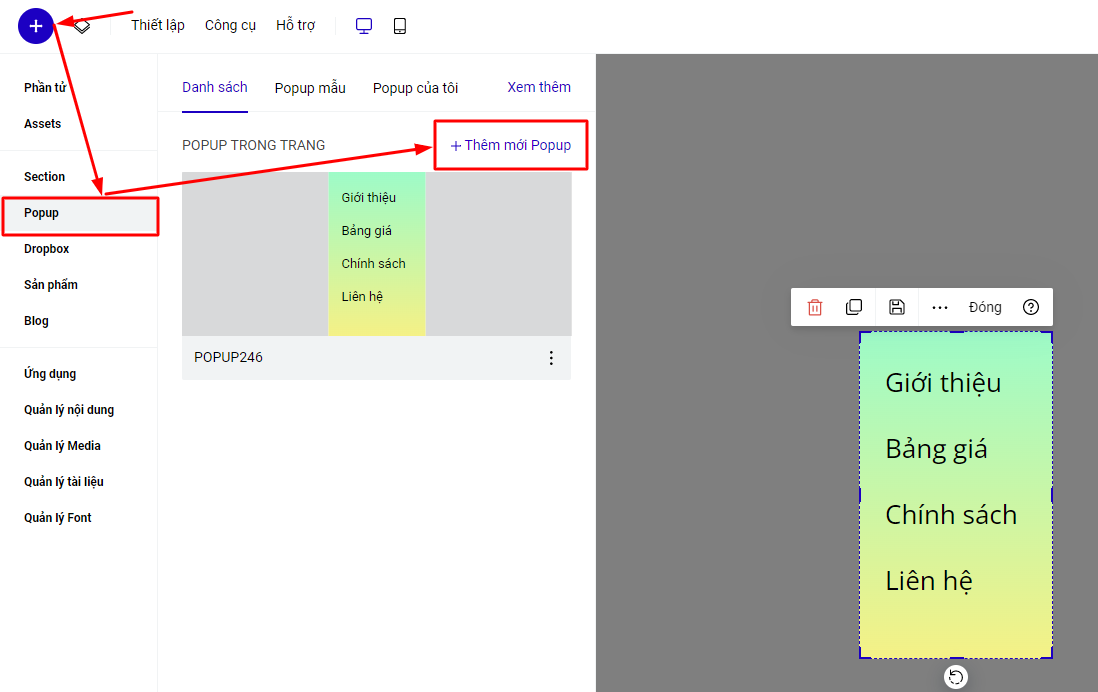 Thiết lập Công cụ Hỗ trợ
Phần tử
Assets
Section
Popup
Dropbox
Sản phẩm
Blog
Ứng dụng
Quản lý nội dung
Quản lý Media
Quản lý tài liệu
Quản lý Font
Danh sách Popup mẫu Popup của tôi Xem thêm
POPUP TRONG TRANG + Thêm mới Popup
Giới thiệu
Bảng giá
Chính sách
Liên hệ
POPUP246
Đóng
Giới thiệu
Bảng giá
Chính sách
Liên hệ